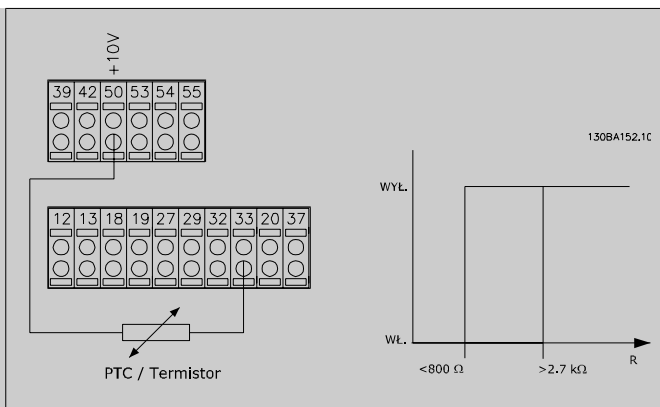 +10V
39 42 50 53 54 55
130BA152.10
WYŁ.
12 13 18 19 27 29 32 33 20 37
WŁ.
R
<800 Ω >2.7 kΩ
PTC / Termistor